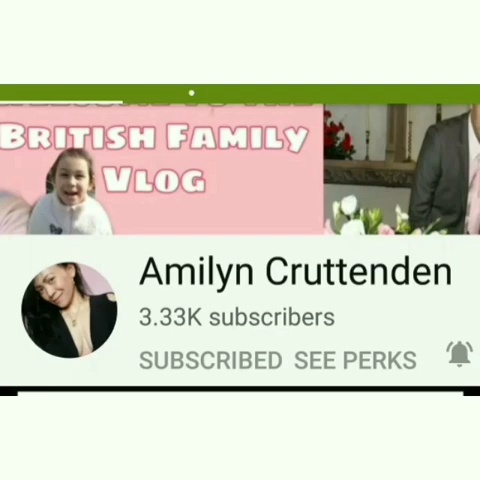 BRITISH FAMILY
VLOG
Amilyn Cruttenden
3.33K subscribers
SUBSCRIBED SEE PERKS